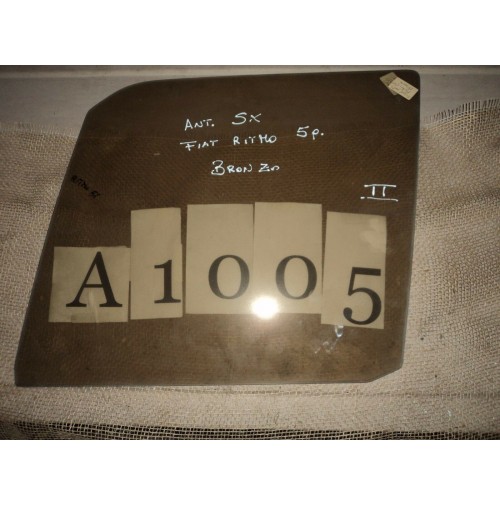 ANT. SX
FIAT RITMO 5p.
BRONZO
II
A1005